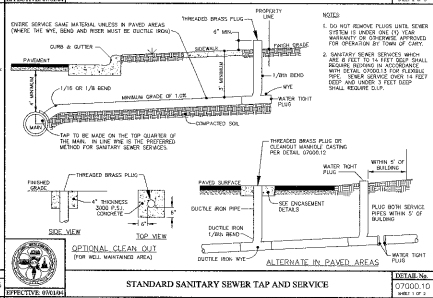 ENTIRE SERVICE SAME MATERIAL UNLESS IN PAVED AREAS
(WHERE THE WYE, BEND AND RISER MUST BE DUCTILE IRON)
THREADED BRASS PLUG
PROPERTY
LINE
6" MIN.
CURB & GUTTER
SIDEWALK
FINISH GRADE
PAVEMENT
4' MINIMUM
3' MINIMUM
1/8th BEND
WYE
1/16 OR 1/8 BEND
MINIMUM GRADE OF 1.0%
WATER TIGHT
PLUG
MAIN
COMPACTED SOIL
TAP TO BE MADE ON THE TOP QUARTER OF
THE MAIN. IN LINE WYE IS THE PREFERRED
METHOD FOR SANITARY SEWER SERVICES.
NOTES:
1. DO NOT REMOVE PLUGS UNTIL SEWER
SYSTEM IS UNDER ONE (1) YEAR
WARRANTY OR OTHERWISE APPROVED
FOR OPERATION BY TOWN OF CARY.
2. SANITARY SEWER SERVICES WHICH
ARE 8 FEET TO 14 FEET DEEP SHALL
REQUIRE BEDDING IN ACCORDANCE
WITH DETAIL 07000.13 FOR FLEXIBLE
PIPE. SEWER SERVICE OVER 14 FEET
DEEP AND UNDER 3 FEET DEEP
SHALL REQUIRE D.I.P.
THREADED BRASS PLUG OR
CLEANOUT MANHOLE CASTING
PER DETAIL 07000.12
WATER TIGHT
PLUG
WITHIN 5' OF
BUILDING
FINISHED
GRADE
THREADED BRASS PLUG
4" THICKNESS
3000 P.S.I.
CONCRETE
6"
6"
SIDE VIEW
TOP VIEW
OPTIONAL CLEAN OUT
(FOR WELL MAINTAINED AREA)
PAVED SURFACE
DUCTILE IRON PIPE
SEE ENCASEMENT
DETAILS
PLUG BOTH SERVICE
PIPES WITHIN 5' OF
BUILDING
DUCTILE IRON
1/8th BEND
DUCTILE IRON WYE
WATER TIGHT
PLUG
ALTERNATE IN PAVED AREAS
EFFECTIVE: 07/01/04
STANDARD SANITARY SEWER TAP AND SERVICE
DETAIL No.
07000.10
SHEET 1 OF 2